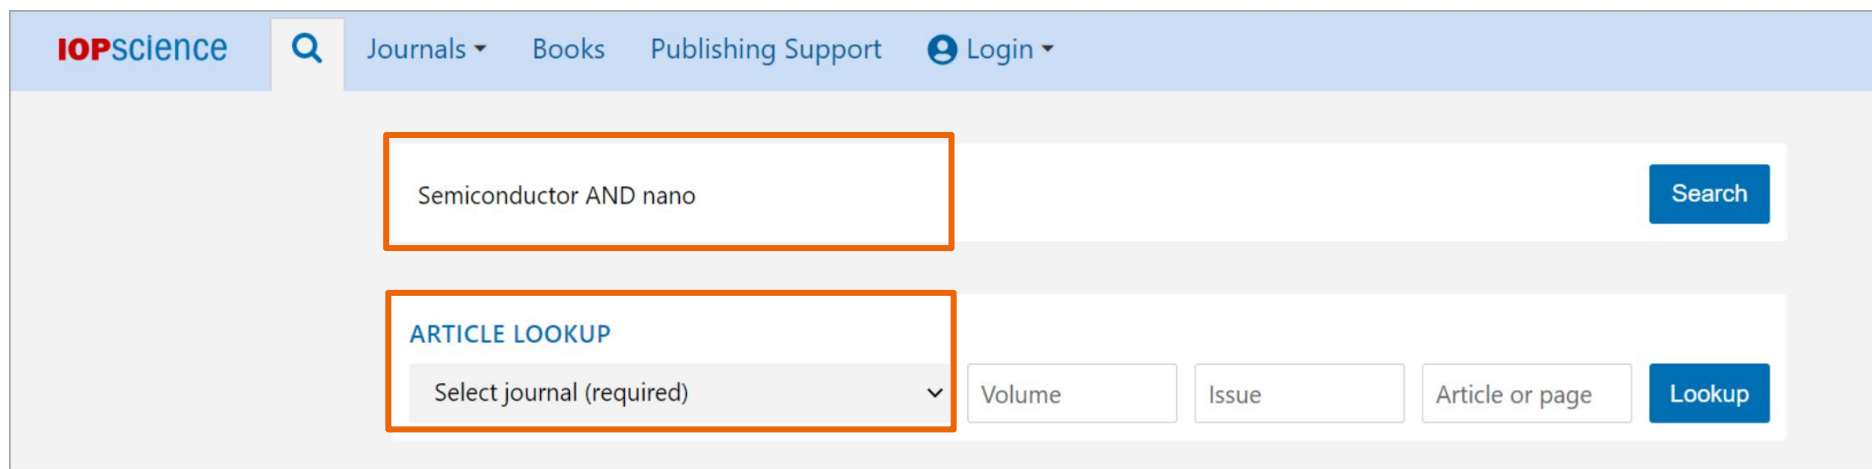 IOPscience Journals Books Publishing Support Login
Semiconductor AND nano Search
ARTICLE LOOKUP
Select journal (required) Volume Issue Article or page Lookup